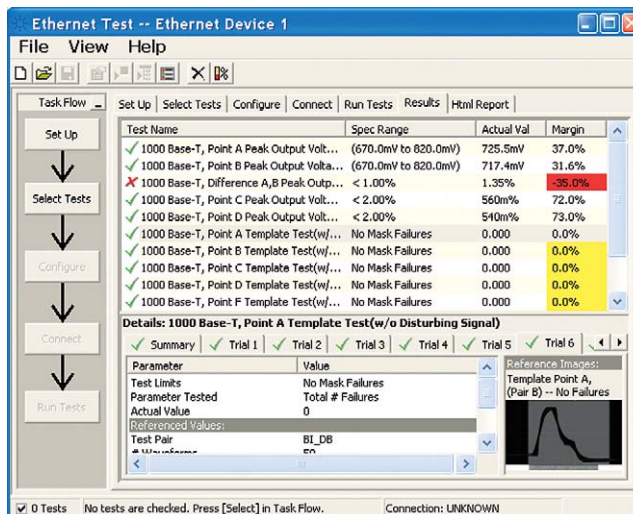 Ethernet Test -- Ethernet Device 1
File View Help
Task Flow
Set Up
Select Tests
Configure
Connect
Run Tests
Set Up Select Tests Configure Connect Run Tests Results Html Report
Test Name Spec Range Actual Val Margin
1000 Base-T, Point A Peak Output Volt... (670.0mV to 820.0mV) 725.5mV 37.0%
1000 Base-T, Point B Peak Output Volta... (670.0mV to 820.0mV) 717.4mV 31.6%
1000 Base-T, Difference A,B Peak Outp... < 1.00% 1.35% -35.0%
1000 Base-T, Point C Peak Output Volt... < 2.00% 560m% 72.0%
1000 Base-T, Point D Peak Output Volt... < 2.00% 540m% 73.0%
1000 Base-T, Point A Template Test(w/... No Mask Failures 0.000 0.0%
1000 Base-T, Point B Template Test(w/... No Mask Failures 0.000 0.0%
1000 Base-T, Point C Template Test(w/... No Mask Failures 0.000 0.0%
1000 Base-T, Point D Template Test(w/... No Mask Failures 0.000 0.0%
1000 Base-T, Point F Template Test(w/... No Mask Failures 0.000 0.0%
Details: 1000 Base-T, Point A Template Test(w/o Disturbing Signal)
Summary Trial 1 Trial 2 Trial 3 Trial 4 Trial 5 Trial 6
Parameter Value
Test Limits No Mask Failures
Parameter Tested Total # Failures
Actual Value 0
Referenced Values:
Test Pair BI_DB
# Waveforms 50
Reference Images:
Template Point A,
(Pair B) -- No Failures
0 Tests No tests are checked. Press [Select] in Task Flow. Connection: UNKNOWN